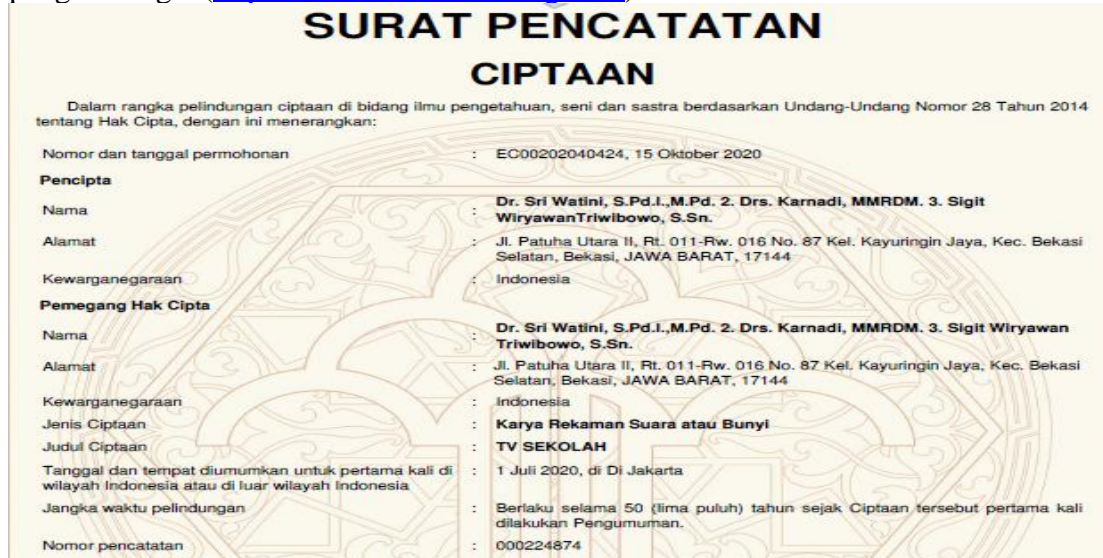 SURAT PENCATATAN
CIPTAAN
Dalam rangka pelindungan ciptaan di bidang ilmu pengetahuan, seni dan sastra berdasarkan Undang-Undang Nomor 28 Tahun 2014
tentang Hak Cipta, dengan ini menerangkan:
Nomor dan tanggal permohonan : EC00202040424, 15 Oktober 2020
Pencipta
Nama : Dr. Sri Watini, S.Pd.I.,M.Pd. 2. Drs. Karnadi, MMRDM. 3. Sigit
WiryawanTriwibowo, S.Sn.
Alamat : Jl. Patuha Utara II, Rt. 011-Rw. 016 No. 87 Kel. Kayuringin Jaya, Kec. Bekasi
Selatan, Bekasi, JAWA BARAT, 17144
Kewarganegaraan : Indonesia
Pemegang Hak Cipta
Nama : Dr. Sri Watini, S.Pd.I.,M.Pd. 2. Drs. Karnadi, MMRDM. 3. Sigit Wiryawan
Triwibowo, S.Sn.
Alamat : Jl. Patuha Utara II, Rt. 011-Rw. 016 No. 87 Kel. Kayuringin Jaya, Kec. Bekasi
Selatan, Bekasi, JAWA BARAT, 17144
Kewarganegaraan : Indonesia
Jenis Ciptaan : Karya Rekaman Suara atau Bunyi
Judul Ciptaan : TV SEKOLAH
Tanggal dan tempat diumumkan untuk pertama kali di : 1 Juli 2020, di Di Jakarta
wilayah Indonesia atau di luar wilayah Indonesia
Jangka waktu pelindungan : Berlaku selama 50 (lima puluh) tahun sejak Ciptaan tersebut pertama kali
dilakukan Pengumuman.
Nomor pencatatan : 000224874